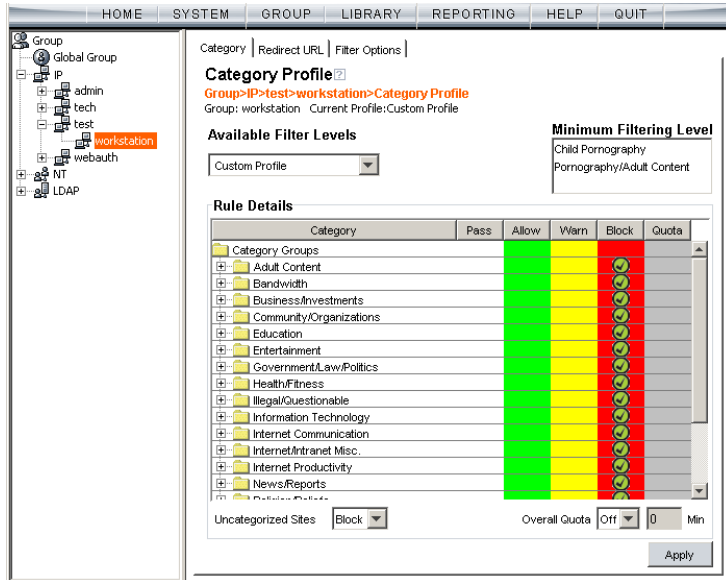 HOME SYSTEM GROUP LIBRARY REPORTING HELP QUIT
Group
Global Group
IP
admin
tech
test
workstation
webauth
NT
LDAP
Category Redirect URL Filter Options
Category Profile ?
Group>IP>test>workstation>Category Profile
Group: workstation Current Profile:Custom Profile
Available Filter Levels
Custom Profile
Minimum Filtering Level
Child Pornography
Pornography/Adult Content
Rule Details
Category Pass Allow Warn Block Quota
Category Groups
Adult Content
Bandwidth
Business/Investments
Community/Organizations
Education
Entertainment
Government/Law/Politics
Health/Fitness
Illegal/Questionable
Information Technology
Internet Communication
Internet/Intranet Misc.
Internet Productivity
News/Reports
Religion/Beliefs
Uncategorized Sites Block Overall Quota Off 0 Min
Apply